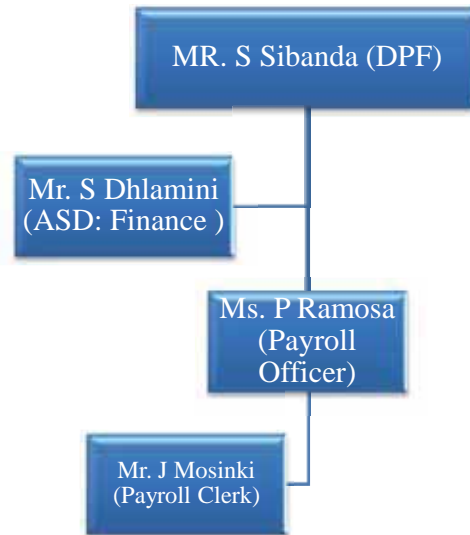 MR. S Sibanda (DPF)
Mr. S Dhlamini
(ASD: Finance )
Ms. P Ramosa
(Payroll
Officer)
Mr. J Mosinki
(Payroll Clerk)